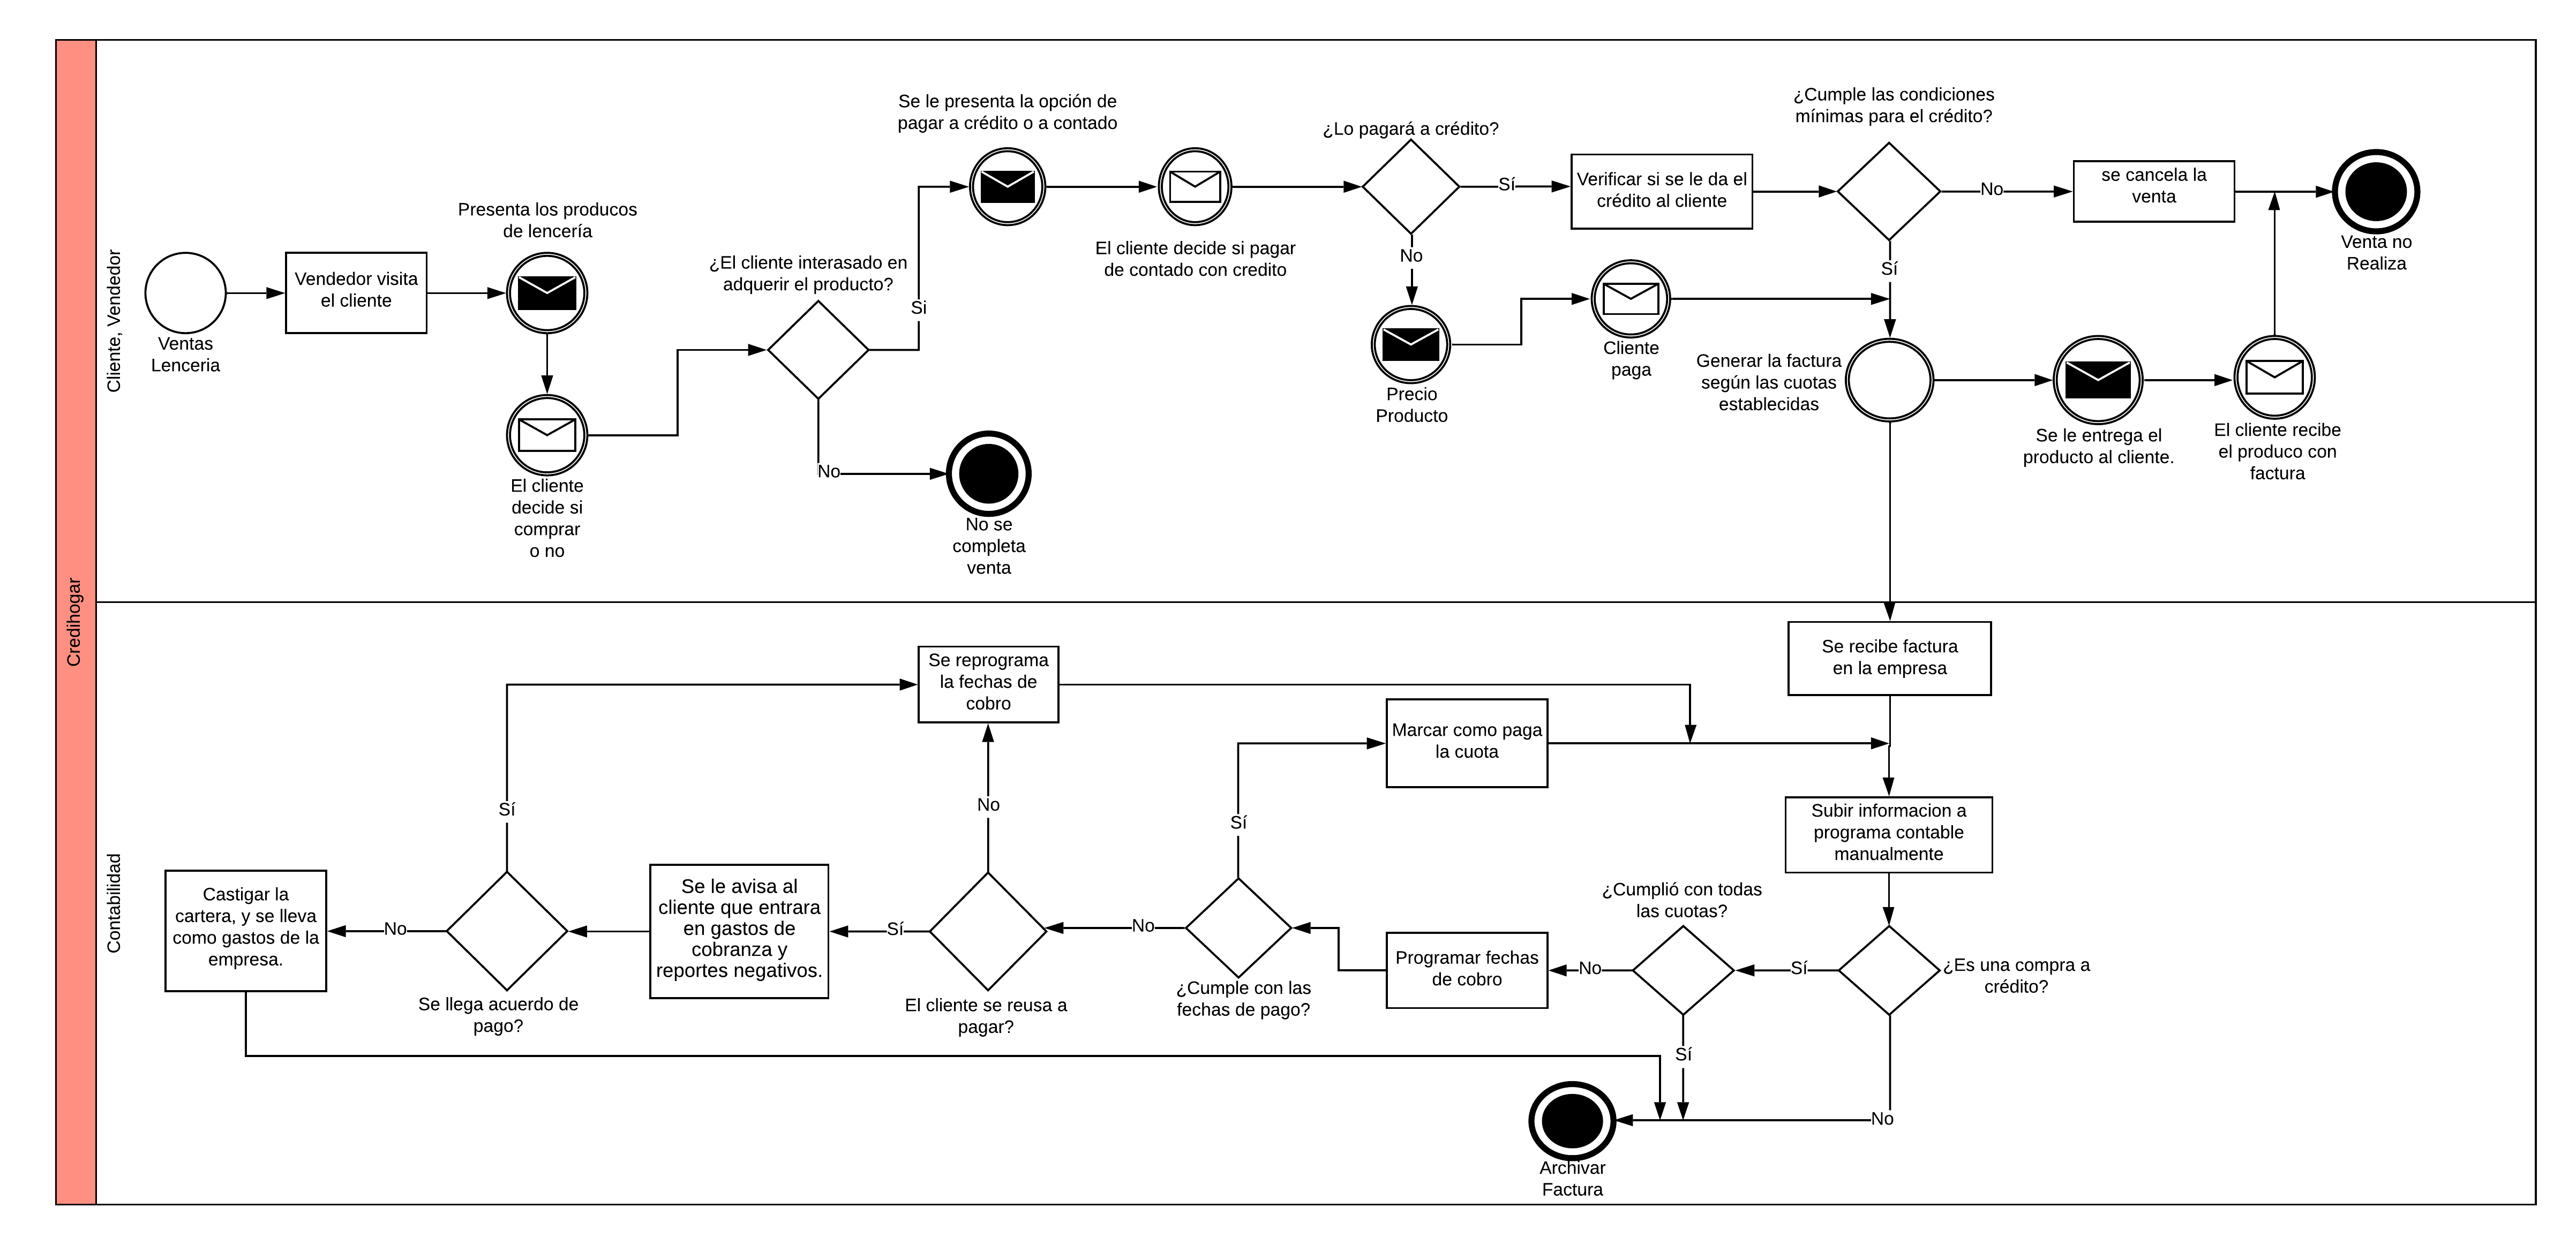 Credihogar
Cliente, Vendedor
Ventas
Lenceria
Vendedor visita
el cliente
Presenta los producos
de lencería
El cliente
decide si
comprar
o no
¿El cliente interasado en
adquerir el producto?
Si
No
No se
completa
venta
Se le presenta la opción de
pagar a crédito o a contado
El cliente decide si pagar
de contado con credito
¿Lo pagará a crédito?
Sí
No
Precio
Producto
Cliente
paga
Verificar si se le da el
crédito al cliente
¿Cumple las condiciones
mínimas para el crédito?
No
Sí
se cancela la
venta
Venta no
Realiza
Generar la factura
según las cuotas
establecidas
Se le entrega el
producto al cliente.
El cliente recibe
el produco con
factura
Contabilidad
Se recibe factura
en la empresa
Subir informacion a
programa contable
manualmente
¿Es una compra a
crédito?
Sí
No
¿Cumplió con todas
las cuotas?
No
Sí
Programar fechas
de cobro
¿Cumple con las
fechas de pago?
Sí
No
Marcar como paga
la cuota
El cliente se reusa a
pagar?
No
Sí
Se reprograma
la fechas de
cobro
Se le avisa al
cliente que entrara
en gastos de
cobranza y
reportes negativos.
Se llega acuerdo de
pago?
Sí
No
Castigar la
cartera, y se lleva
como gastos de la
empresa.
Archivar
Factura